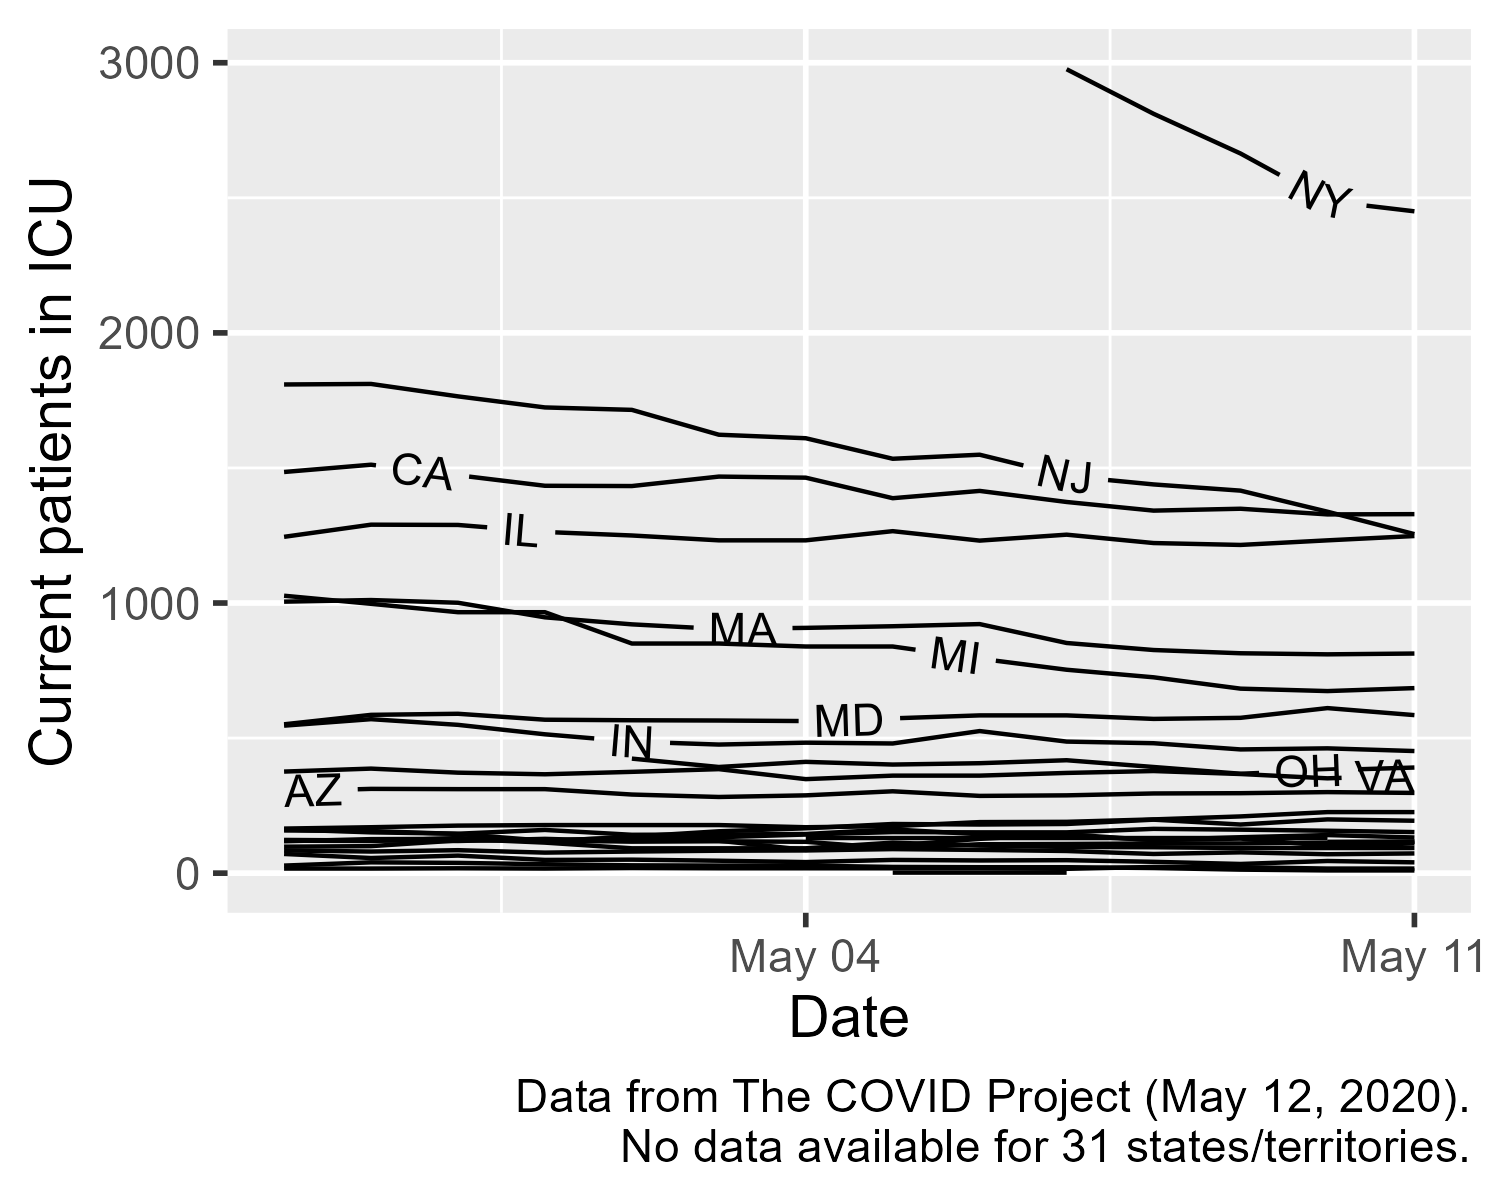 Current patients in ICU
3000
2000
1000
0
NY
CA
NJ
IL
MA
MI
MD
IN
OH
VA
AZ
May 04
May 11
Date
Data from The COVID Project (May 12, 2020).
No data available for 31 states/territories.